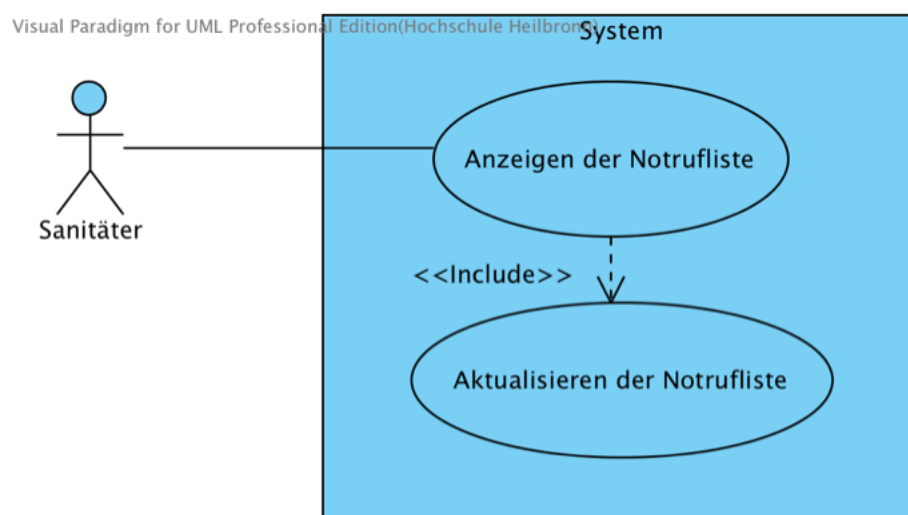 Visual Paradigm for UML Professional Edition(Hochschule Heilbronn)
System
Anzeigen der Notrufliste
Sanitäter
<<Include>>
Aktualisieren der Notrufliste